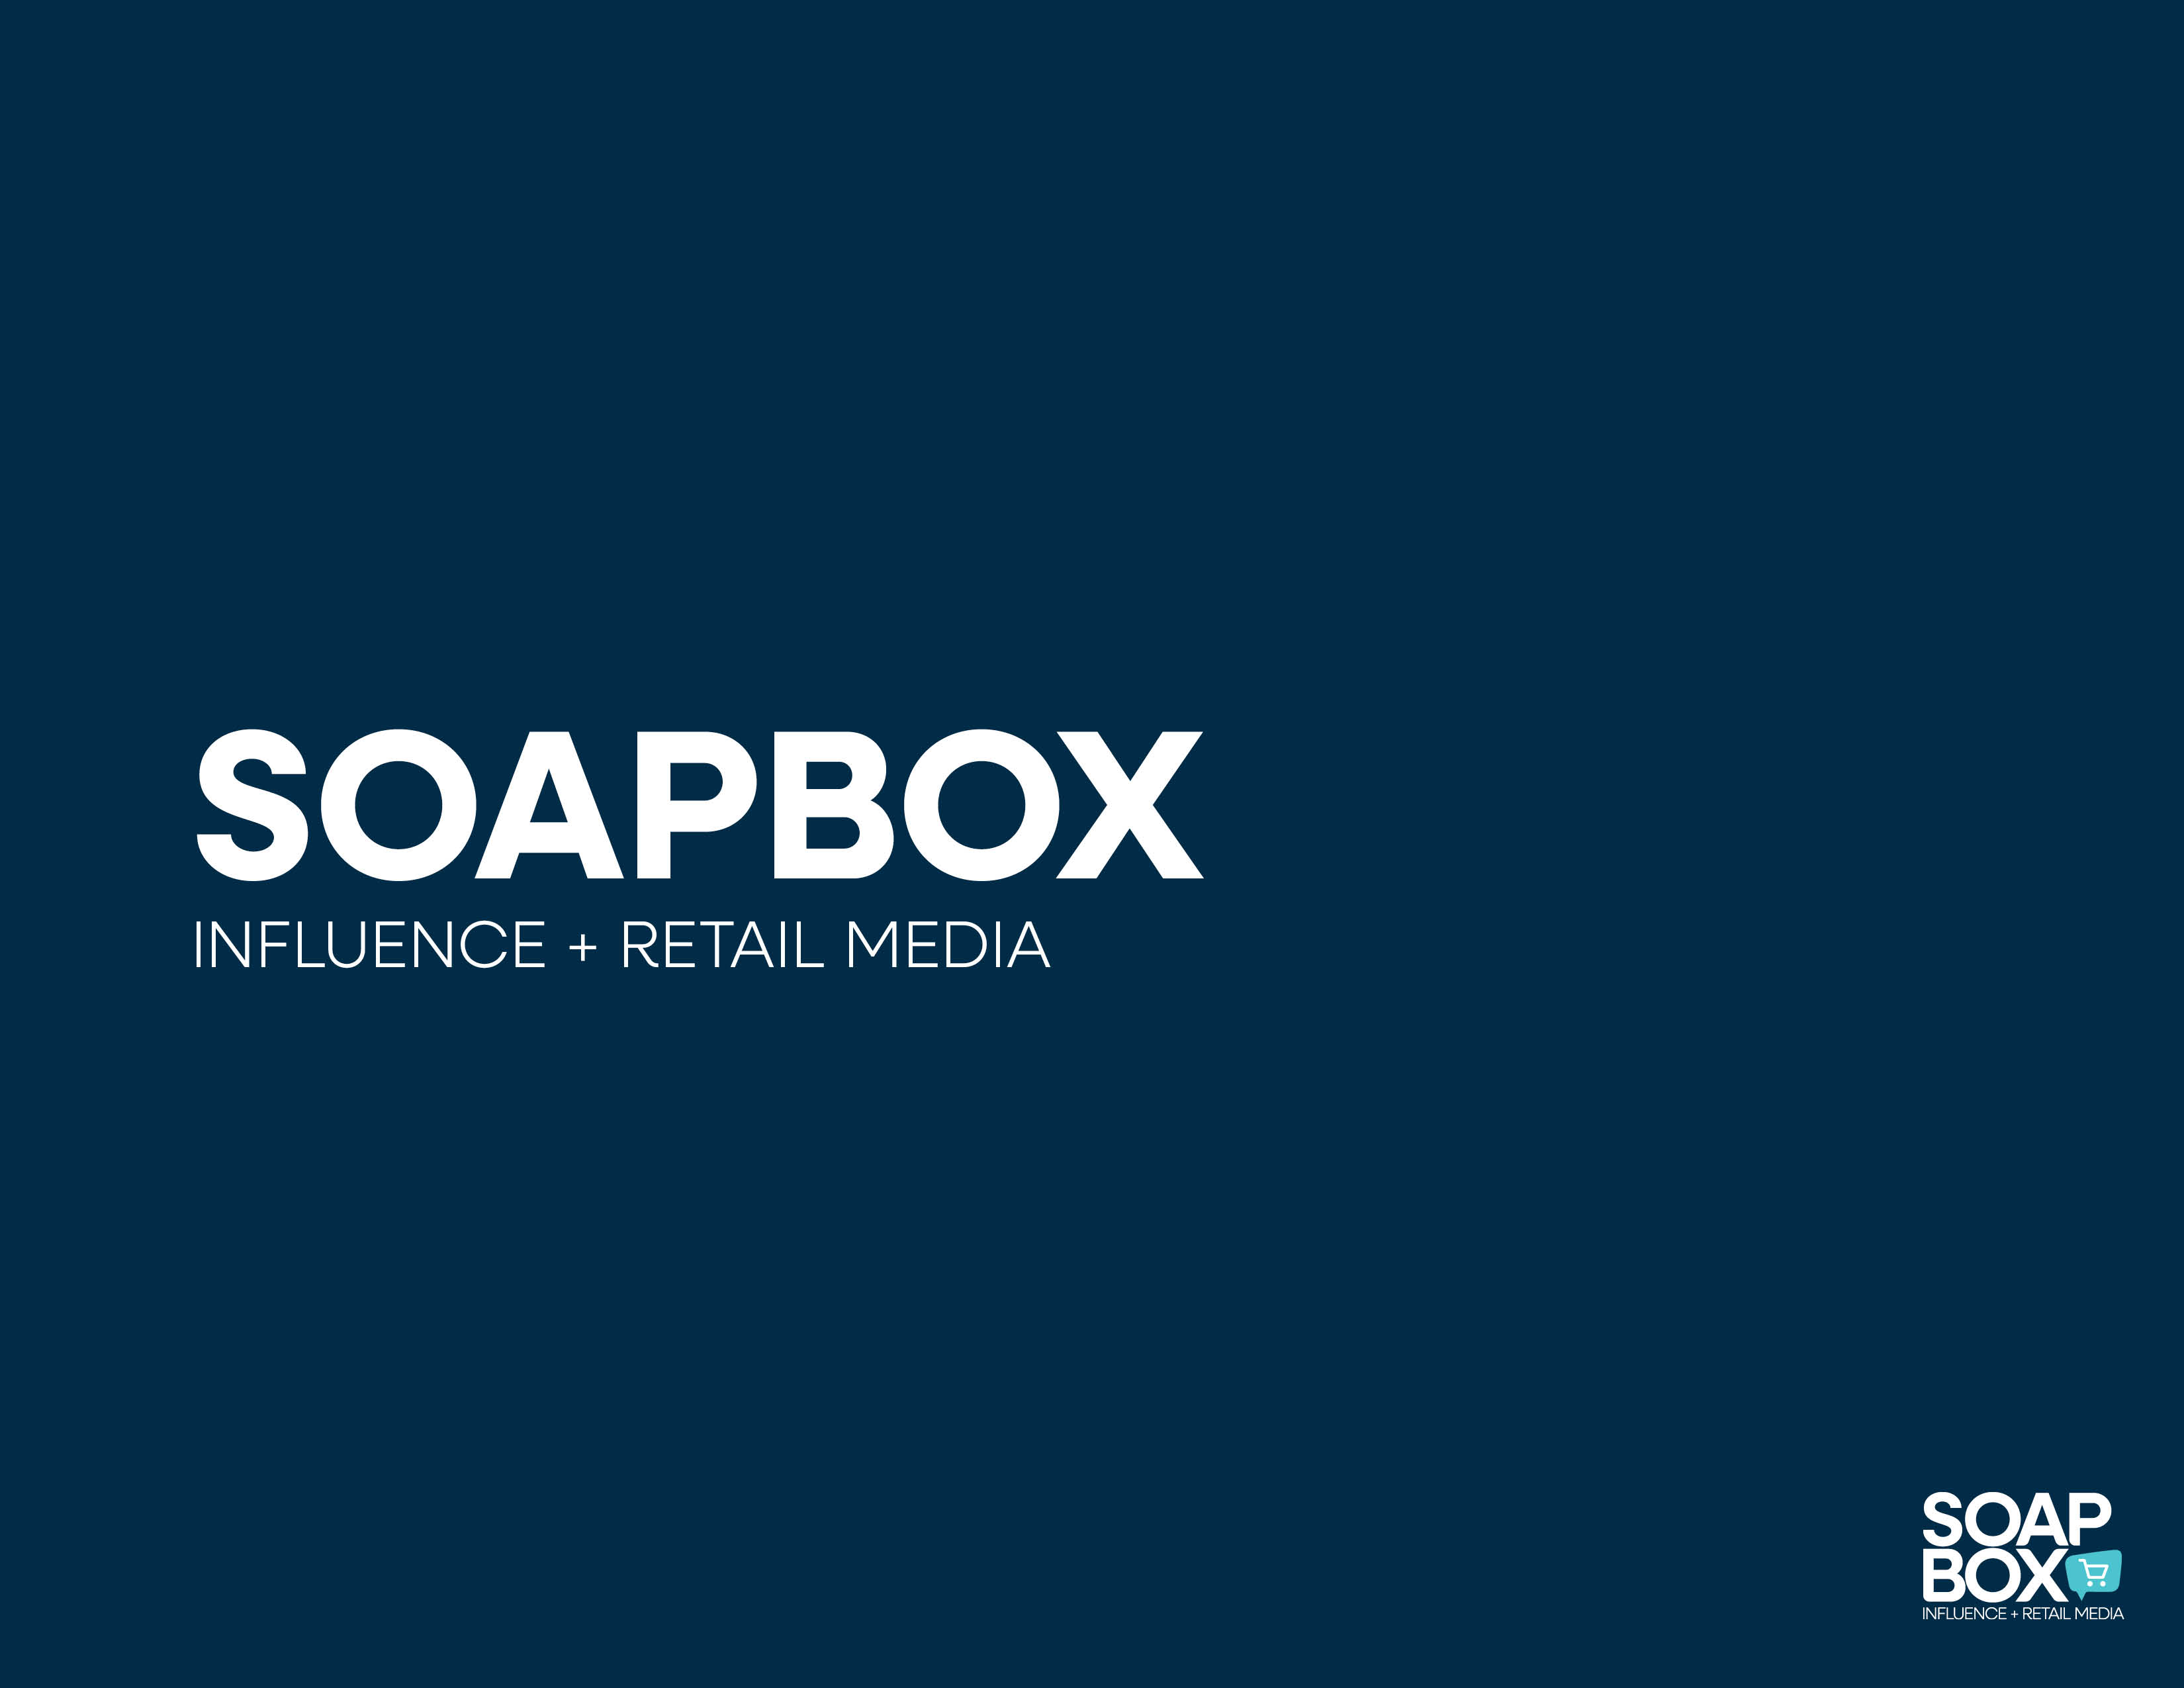 SOAPBOX
INFLUENCE + RETAIL MEDIA
SOAP
BOX
INFLUENCE + RETAIL MEDIA